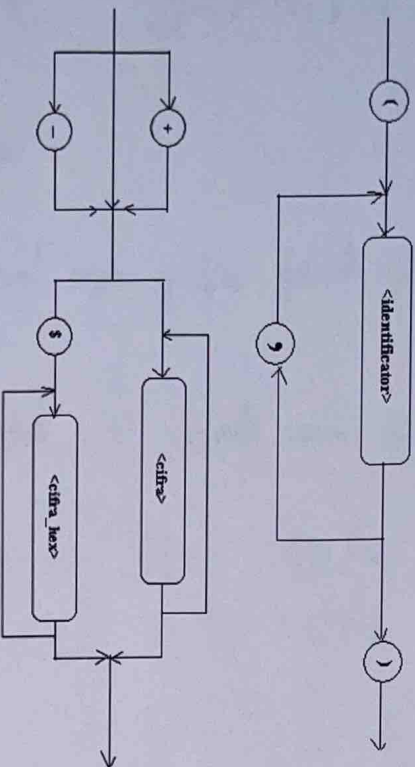 ( <identificator> )
,
+ <cifra>
-
$ <cifra_hex>